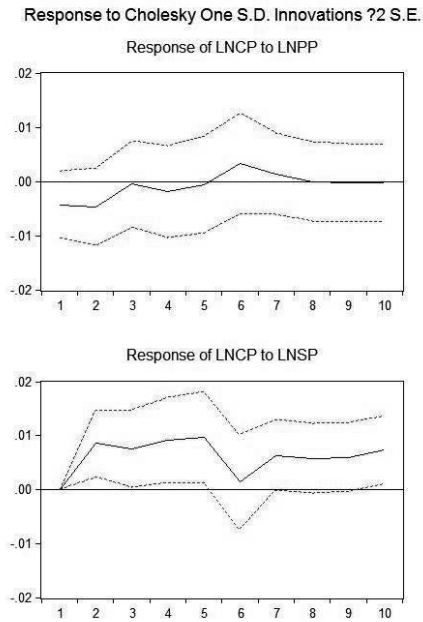 Response to Cholesky One S.D. Innovations ?2 S.E.
Response of LNCP to LNPP
.02
.01
.00
-.01
-.02
1 2 3 4 5 6 7 8 9 10
Response of LNCP to LNSP
.02
.01
.00
-.01
-.02
1 2 3 4 5 6 7 8 9 10